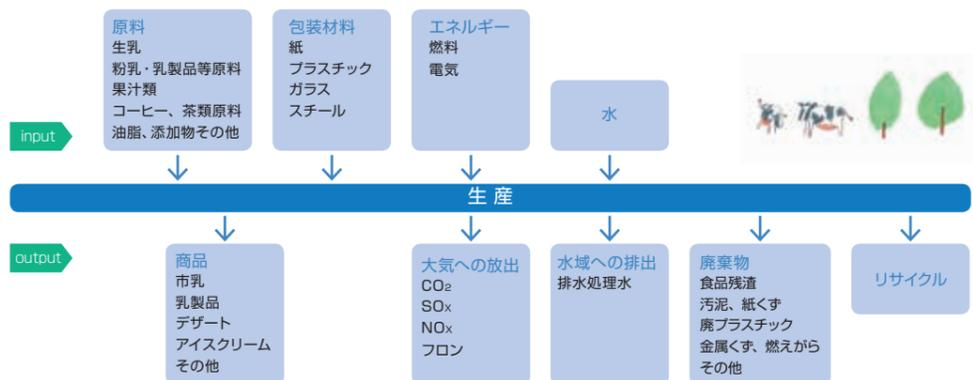 原料
生乳
粉乳・乳製品等原料
果汁類
コーヒー、茶類原料
油脂、添加物その他
包装材料
紙
プラスチック
ガラス
スチール
エネルギー
燃料
電気
水
input
生産
output
商品
市乳
乳製品
デザート
アイスクリーム
その他
大気への放出
CO₂
SOx
NOx
フロン
水域への排出
排水処理水
廃棄物
食品残渣
汚泥、紙くず
廃プラスチック
金属くず、燃えがら
その他
リサイクル